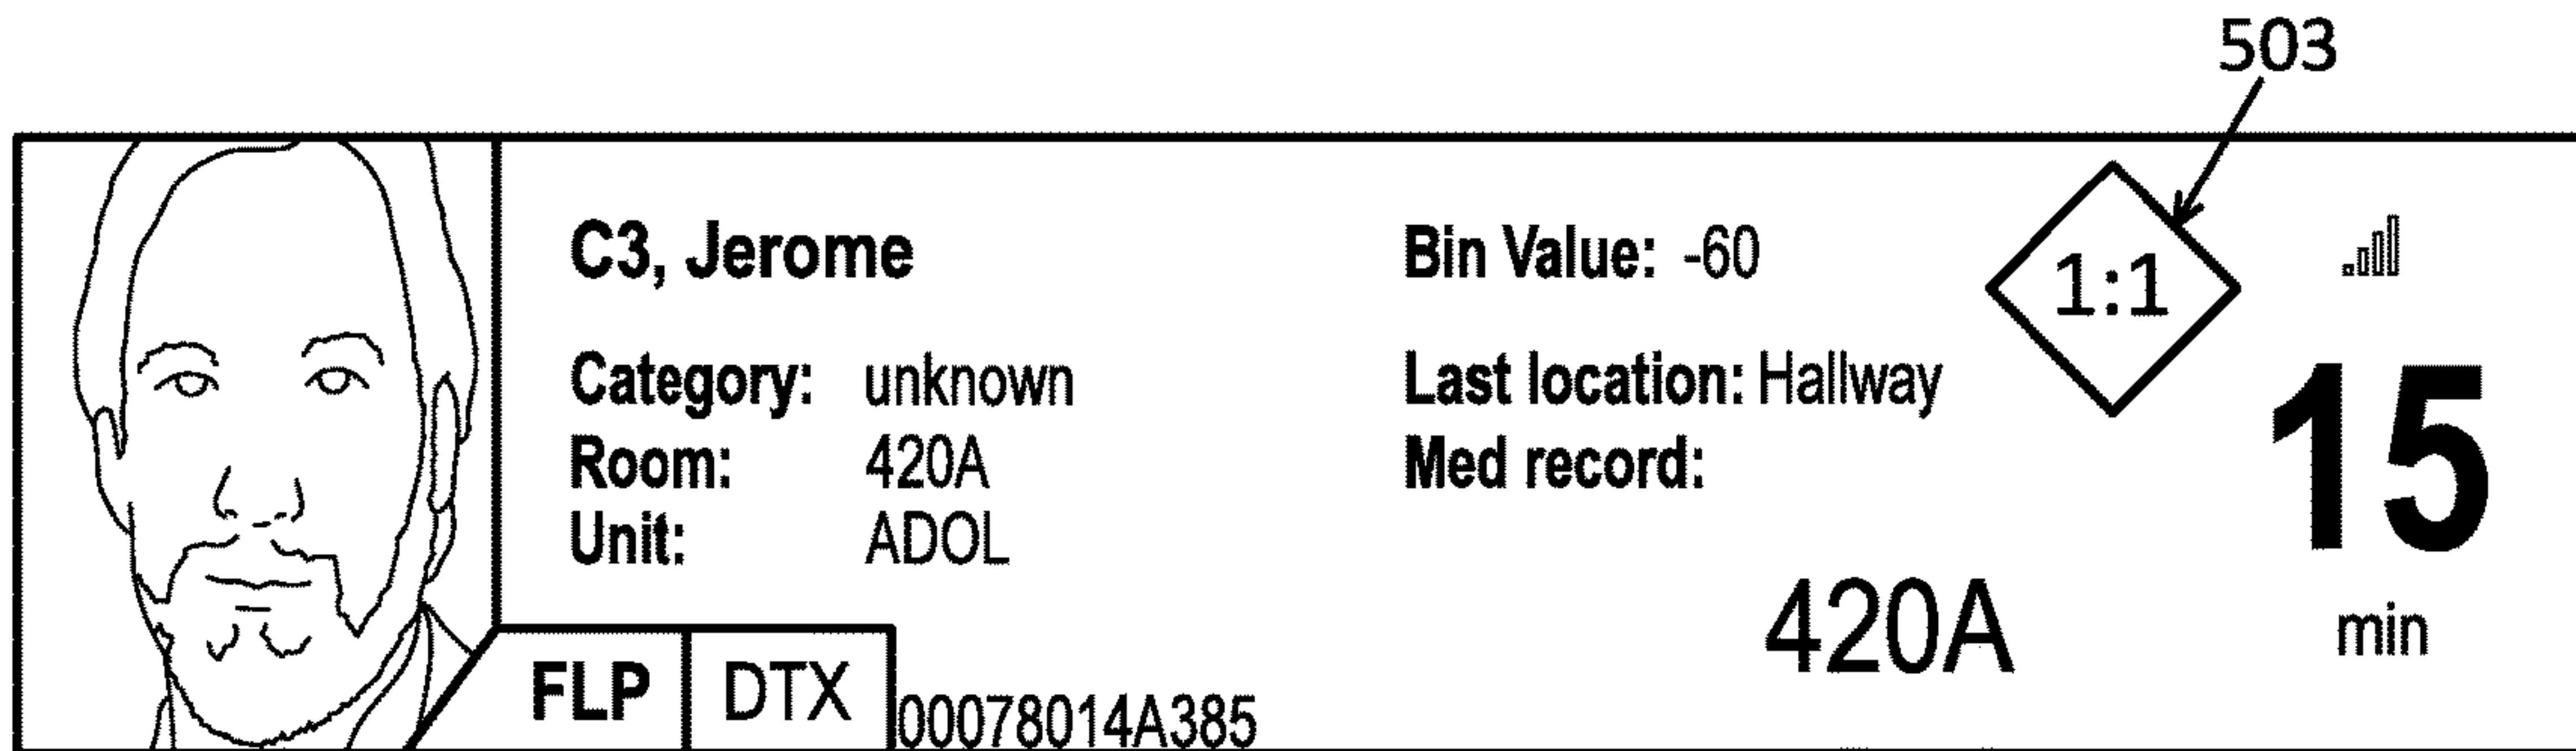 503
C3, Jerome
Category: unknown
Room: 420A
Unit: ADOL
Bin Value: -60
Last location: Hallway
Med record:
1:1
15
min
420A
FLP
DTX
00078014A385